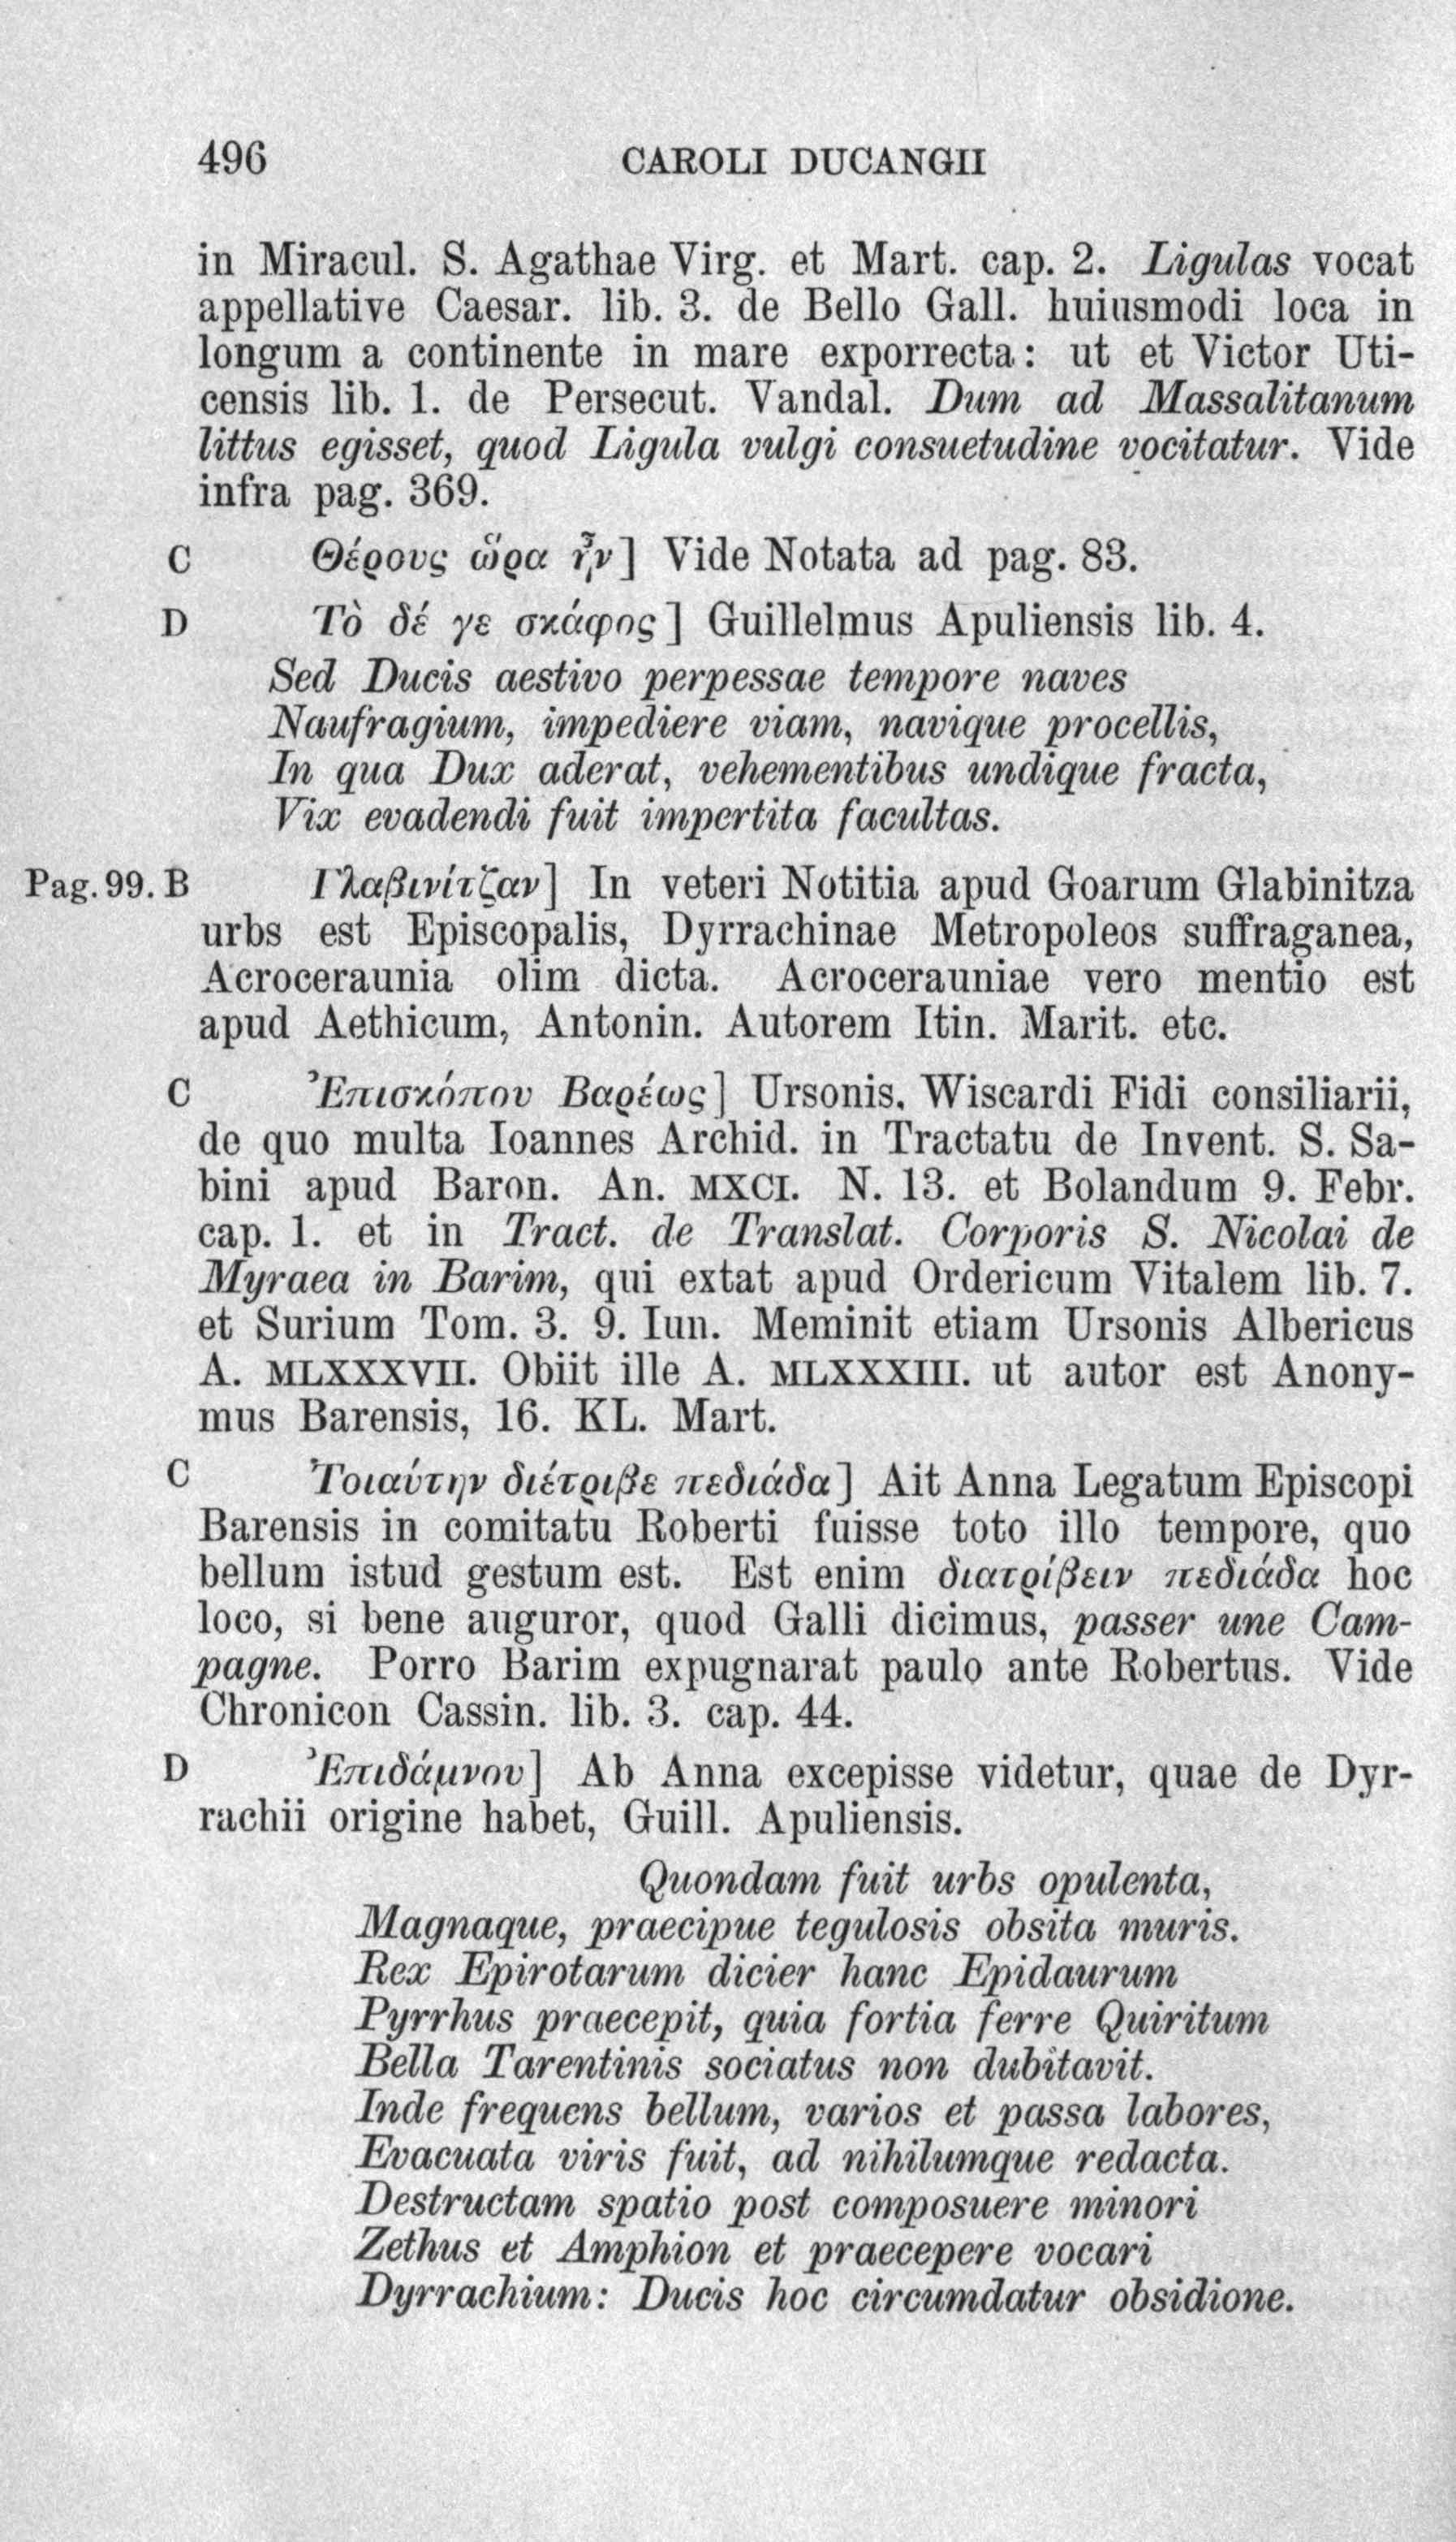 496 CAROLI DUCANGII
in Miracul. S. Agathae Virg. et Mart. cap. 2. Ligulas vocat
appellative Caesar. lib. 3. de Bello Gall. huiusmodi loca in
longum a continente in mare exporrecta: ut et Victor Uti-
censis lib. 1. de Persecut. Vandal. Dum ad Massalitanum
littus egisset, quod Ligula vulgi consuetudine vocitatur. Vide
infra pag. 369.
C Θέρους ὥρα ἦν] Vide Notata ad pag. 83.
D Τὸ δέ γε σκάφος] Guillelmus Apuliensis lib. 4.
Sed Ducis aestivo perpessae tempore naves
Naufragium, impediere viam, navique procellis,
In qua Dux aderat, vehementibus undique fracta,
Vix evadendi fuit impertita facultas.
Pag. 99. B Γλαβινίτζαν] In veteri Notitia apud Goarum Glabinitza
urbs est Episcopalis, Dyrrachinae Metropoleos suffraganea,
Acroceraunia olim dicta. Acrocerauniae vero mentio est
apud Aethicum, Antonin. Autorem Itin. Marit. etc.
C Ἐπισκόπου Βαρέως] Ursonis, Wiscardi Fidi consiliarii,
de quo multa Ioannes Archid. in Tractatu de Invent. S. Sa-
bini apud Baron. An. MXCI. N. 13. et Bolandum 9. Febr.
cap. 1. et in Tract. de Translat. Corporis S. Nicolai de
Myraea in Barim, qui extat apud Ordericum Vitalem lib. 7.
et Surium Tom. 3. 9. Iun. Meminit etiam Ursonis Albericus
A. MLXXXVII. Obiit ille A. MLXXXIII. ut autor est Anony-
mus Barensis, 16. KL. Mart.
C Τοιαύτην διέτριβε πεδιάδα] Ait Anna Legatum Episcopi
Barensis in comitatu Roberti fuisse toto illo tempore, quo
bellum istud gestum est. Est enim διατρίβειν πεδιάδα hoc
loco, si bene auguror, quod Galli dicimus, passer une Cam-
pagne. Porro Barim expugnarat paulo ante Robertus. Vide
Chronicon Cassin. lib. 3. cap. 44.
D Ἐπιδάμνου] Ab Anna excepisse videtur, quae de Dyr-
rachii origine habet, Guill. Apuliensis.
Quondam fuit urbs opulenta,
Magnaque, praecipue tegulosis obsita muris.
Rex Epirotarum dicier hanc Epidaurum
Pyrrhus praecepit, quia fortia ferre Quiritum
Bella Tarentinis sociatus non dubitavit.
Inde frequens bellum, varios et passa labores,
Evacuata viris fuit, ad nihilumque redacta.
Destructam spatio post composuere minori
Zethus et Amphion et praecepere vocari
Dyrrachium: Ducis hoc circumdatur obsidione.